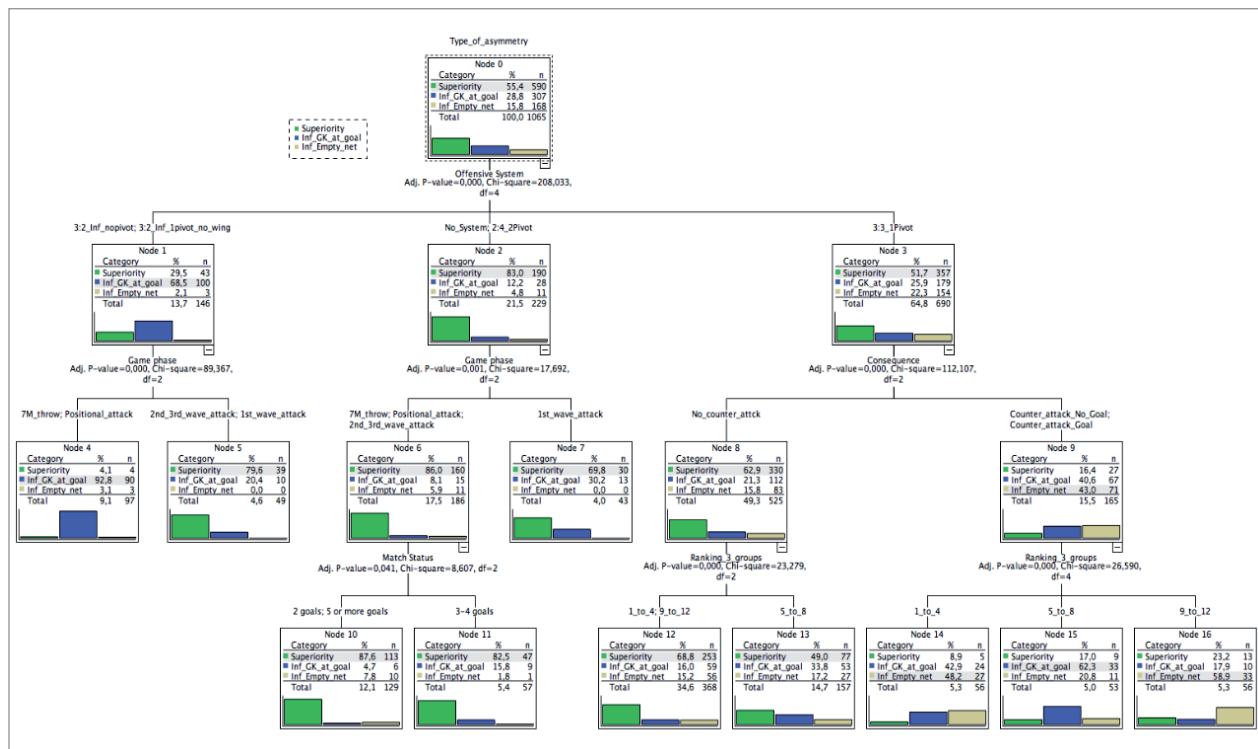 Type_of_asymmetry
Node 0
Category % n
Superiority 55,4 590
Inf_GK_at_goal 28,8 307
Inf_Empty_net 15,8 168
Total 100,0 1065
Superiority
Inf_GK_at_goal
Inf_Empty_net
Offensive System
Adj. P-value=0,000, Chi-square=208,033,
df=4
3:2_Inf_nopivot; 3:2_Inf_1pivot_no_wing
No_System; 2:4_2Pivot
3:3_1Pivot
Node 1
Category % n
Superiority 29,5 43
Inf_GK_at_goal 68,5 100
Inf_Empty_net 2,1 3
Total 13,7 146
Node 2
Category % n
Superiority 83,0 190
Inf_GK_at_goal 12,2 28
Inf_Empty_net 4,8 11
Total 21,5 229
Node 3
Category % n
Superiority 51,7 357
Inf_GK_at_goal 25,9 179
Inf_Empty_net 22,3 154
Total 64,8 690
Game phase
Adj. P-value=0,000, Chi-square=89,367,
df=2
Game phase
Adj. P-value=0,001, Chi-square=17,692,
df=2
Consequence
Adj. P-value=0,000, Chi-square=112,107,
df=2
7M_throw; Positional_attack
2nd_3rd_wave_attack; 1st_wave_attack
7M_throw; Positional_attack;
2nd_3rd_wave_attack
1st_wave_attack
No_counter_attck
Counter_attack_No_Goal;
Counter_attack_Goal
Node 4
Category % n
Superiority 4,1 4
Inf_GK_at_goal 92,8 90
Inf_Empty_net 3,1 3
Total 9,1 97
Node 5
Category % n
Superiority 79,6 39
Inf_GK_at_goal 20,4 10
Inf_Empty_net 0,0 0
Total 4,6 49
Node 6
Category % n
Superiority 86,0 160
Inf_GK_at_goal 8,1 15
Inf_Empty_net 5,9 11
Total 17,5 186
Node 7
Category % n
Superiority 69,8 30
Inf_GK_at_goal 30,2 13
Inf_Empty_net 0,0 0
Total 4,0 43
Node 8
Category % n
Superiority 62,9 330
Inf_GK_at_goal 21,3 112
Inf_Empty_net 15,8 83
Total 49,3 525
Node 9
Category % n
Superiority 16,4 27
Inf_GK_at_goal 40,6 67
Inf_Empty_net 43,0 71
Total 15,5 165
Match Status
Adj. P-value=0,041, Chi-square=8,607, df=2
Ranking_3_groups
Adj. P-value=0,000, Chi-square=23,279,
df=2
Ranking_3_groups
Adj. P-value=0,000, Chi-square=26,590,
df=4
2 goals; 5 or more goals
3-4 goals
1_to_4; 9_to_12
5_to_8
1_to_4
5_to_8
9_to_12
Node 10
Category % n
Superiority 87,6 113
Inf_GK_at_goal 4,7 6
Inf_Empty_net 7,8 10
Total 12,1 129
Node 11
Category % n
Superiority 82,5 47
Inf_GK_at_goal 15,8 9
Inf_Empty_net 1,8 1
Total 5,4 57
Node 12
Category % n
Superiority 68,8 253
Inf_GK_at_goal 16,0 59
Inf_Empty_net 15,2 56
Total 34,6 368
Node 13
Category % n
Superiority 49,0 77
Inf_GK_at_goal 33,8 53
Inf_Empty_net 17,2 27
Total 14,7 157
Node 14
Category % n
Superiority 8,9 5
Inf_GK_at_goal 42,9 24
Inf_Empty_net 48,2 27
Total 5,3 56
Node 15
Category % n
Superiority 17,0 9
Inf_GK_at_goal 62,3 33
Inf_Empty_net 20,8 11
Total 5,0 53
Node 16
Category % n
Superiority 23,2 13
Inf_GK_at_goal 17,9 10
Inf_Empty_net 58,9 33
Total 5,3 56